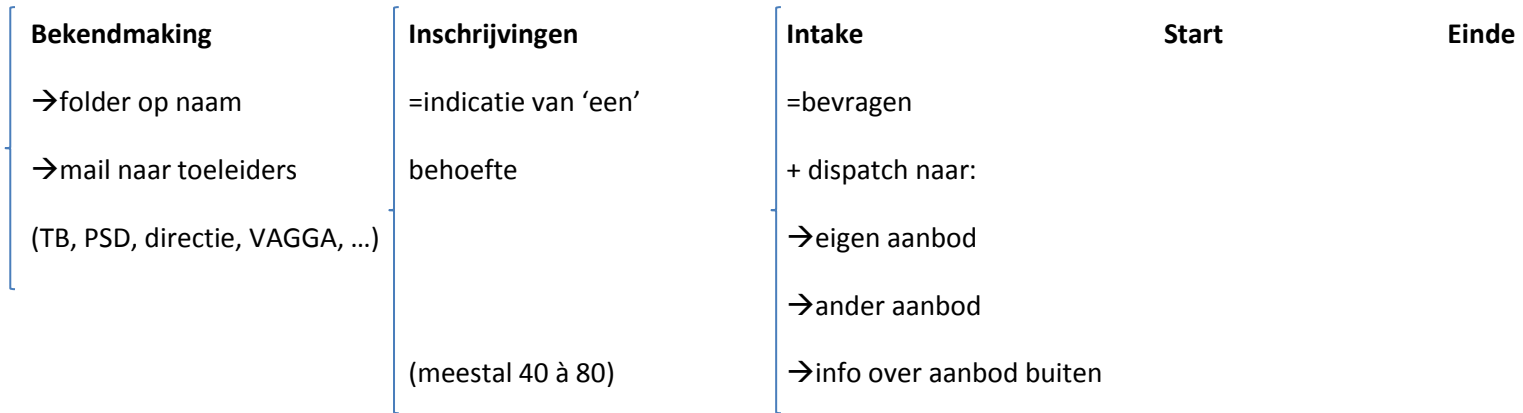 Bekendmaking
→folder op naam
→mail naar toeleiders
(TB, PSD, directie, VAGGA, …)
Inschrijvingen
=indicatie van ‘een’
behoefte
(meestal 40 à 80)
Intake
=bevragen
+ dispatch naar:
→eigen aanbod
→ander aanbod
→info over aanbod buiten
Start
Einde